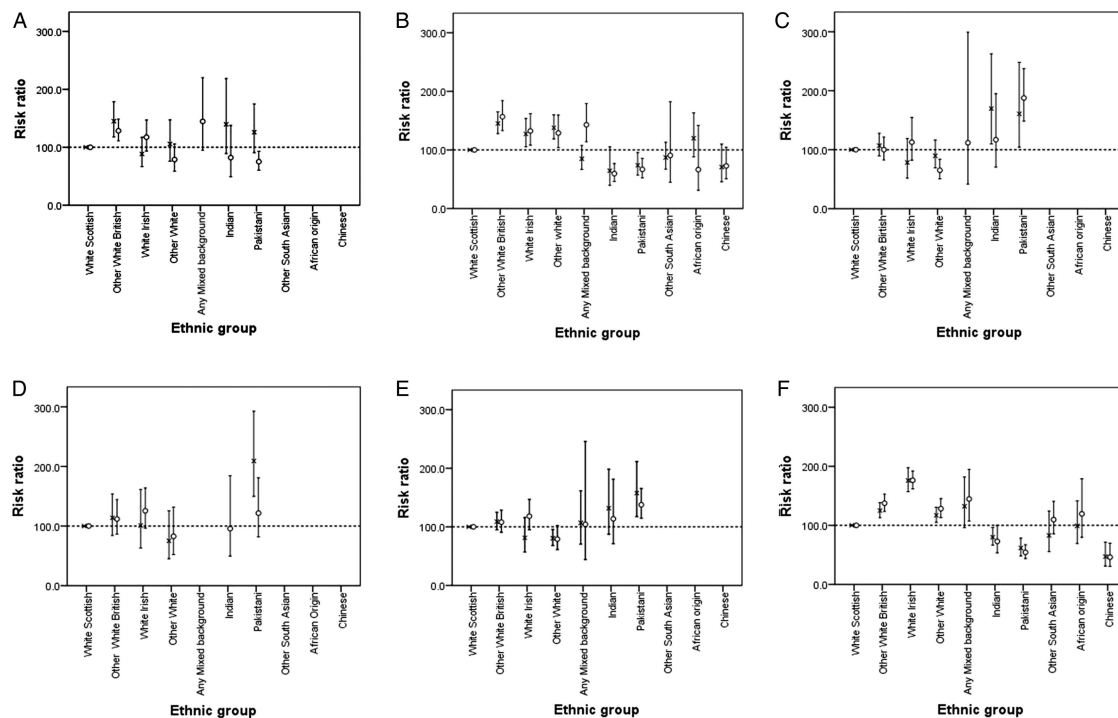 A
300.0
200.0
100.0
0.0
Risk ratio
White Scottish
Other White British
White Irish
Other White
Any Mixed background
Indian
Pakistani
Other South Asian
African origin
Chinese
Ethnic group
B
300.0
200.0
100.0
0.0
Risk ratio
White Scottish
Other White British
White Irish
Other white
Any Mixed background
Indian
Pakistani
Other South Asian
African origin
Chinese
Ethnic group
C
300.0
200.0
100.0
0.0
Risk ratio
White Scottish
Other White British
White Irish
Other White
Any Mixed background
Indian
Pakistani
Other South Asian
African origin
Chinese
Ethnic group
D
300.0
200.0
100.0
0.0
Risk ratio
White Scottish
Other White British
White Irish
Other White
Any Mixed background
Indian
Pakistani
Other South Asian
African Origin
Chinese
Ethnic group
E
300.0
200.0
100.0
0.0
Risk ratio
White Scottish
Other White British
White Irish
Other White
Any Mixed background
Indian
Pakistani
Other South Asian
African origin
Chinese
Ethnic group
F
300.0
200.0
100.0
0.0
Risk ratio
White Scottish
Other White British
White Irish
Other White
Any Mixed background
Indian
Pakistani
Other South Asian
African origin
Chinese
Ethnic group